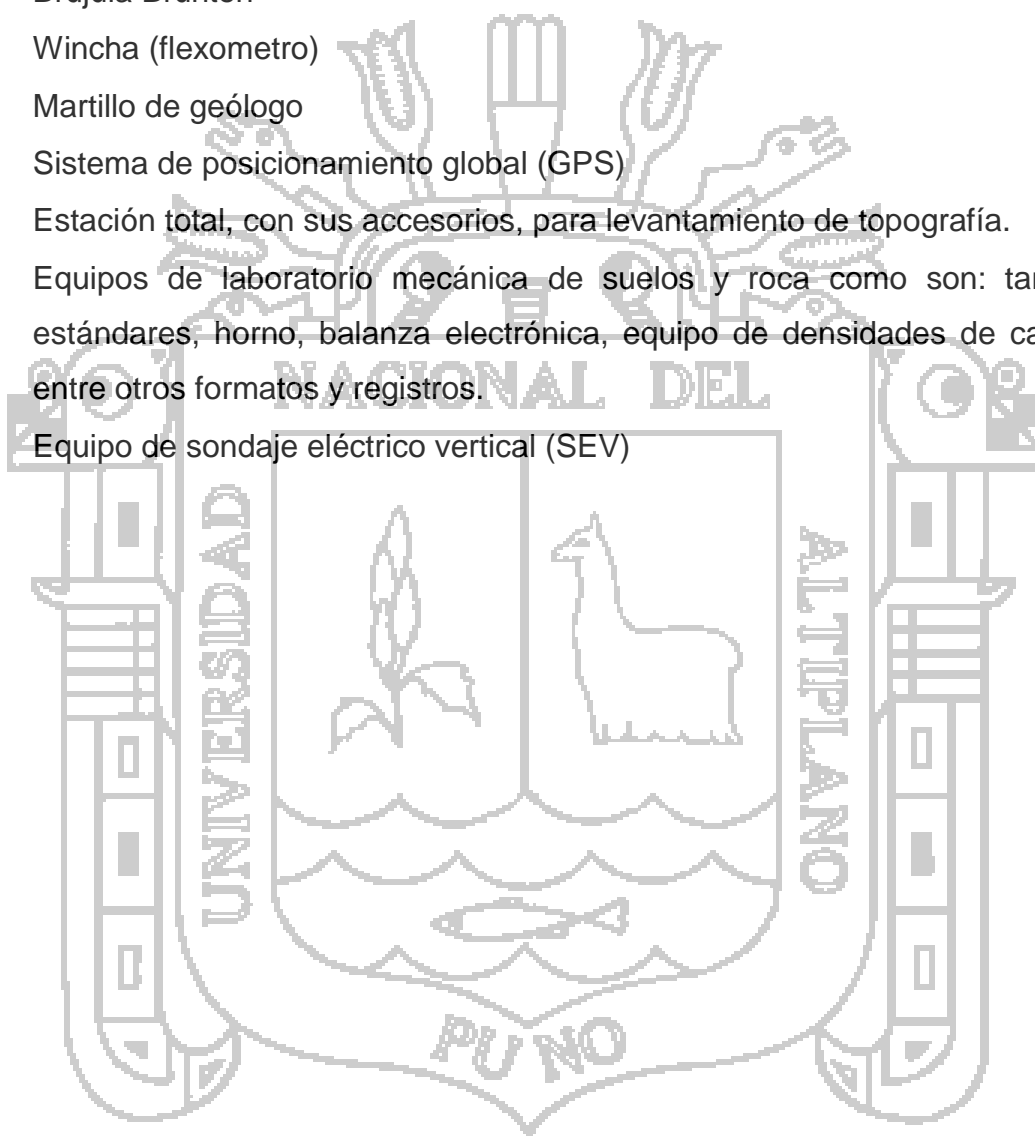 Brújula Brunton
Wincha (flexometro)
Martillo de geólogo
Sistema de posicionamiento global (GPS)
Estación total, con sus accesorios, para levantamiento de topografía.
Equipos de laboratorio mecánica de suelos y roca como son:
estándares, horno, balanza electrónica, equipo de densidades de
entre otros formatos y registros.
NACIONAL DEL
Equipo de sondaje eléctrico vertical (SEV)
UNIVERSIDAD
ALTIPLANO
PUNO